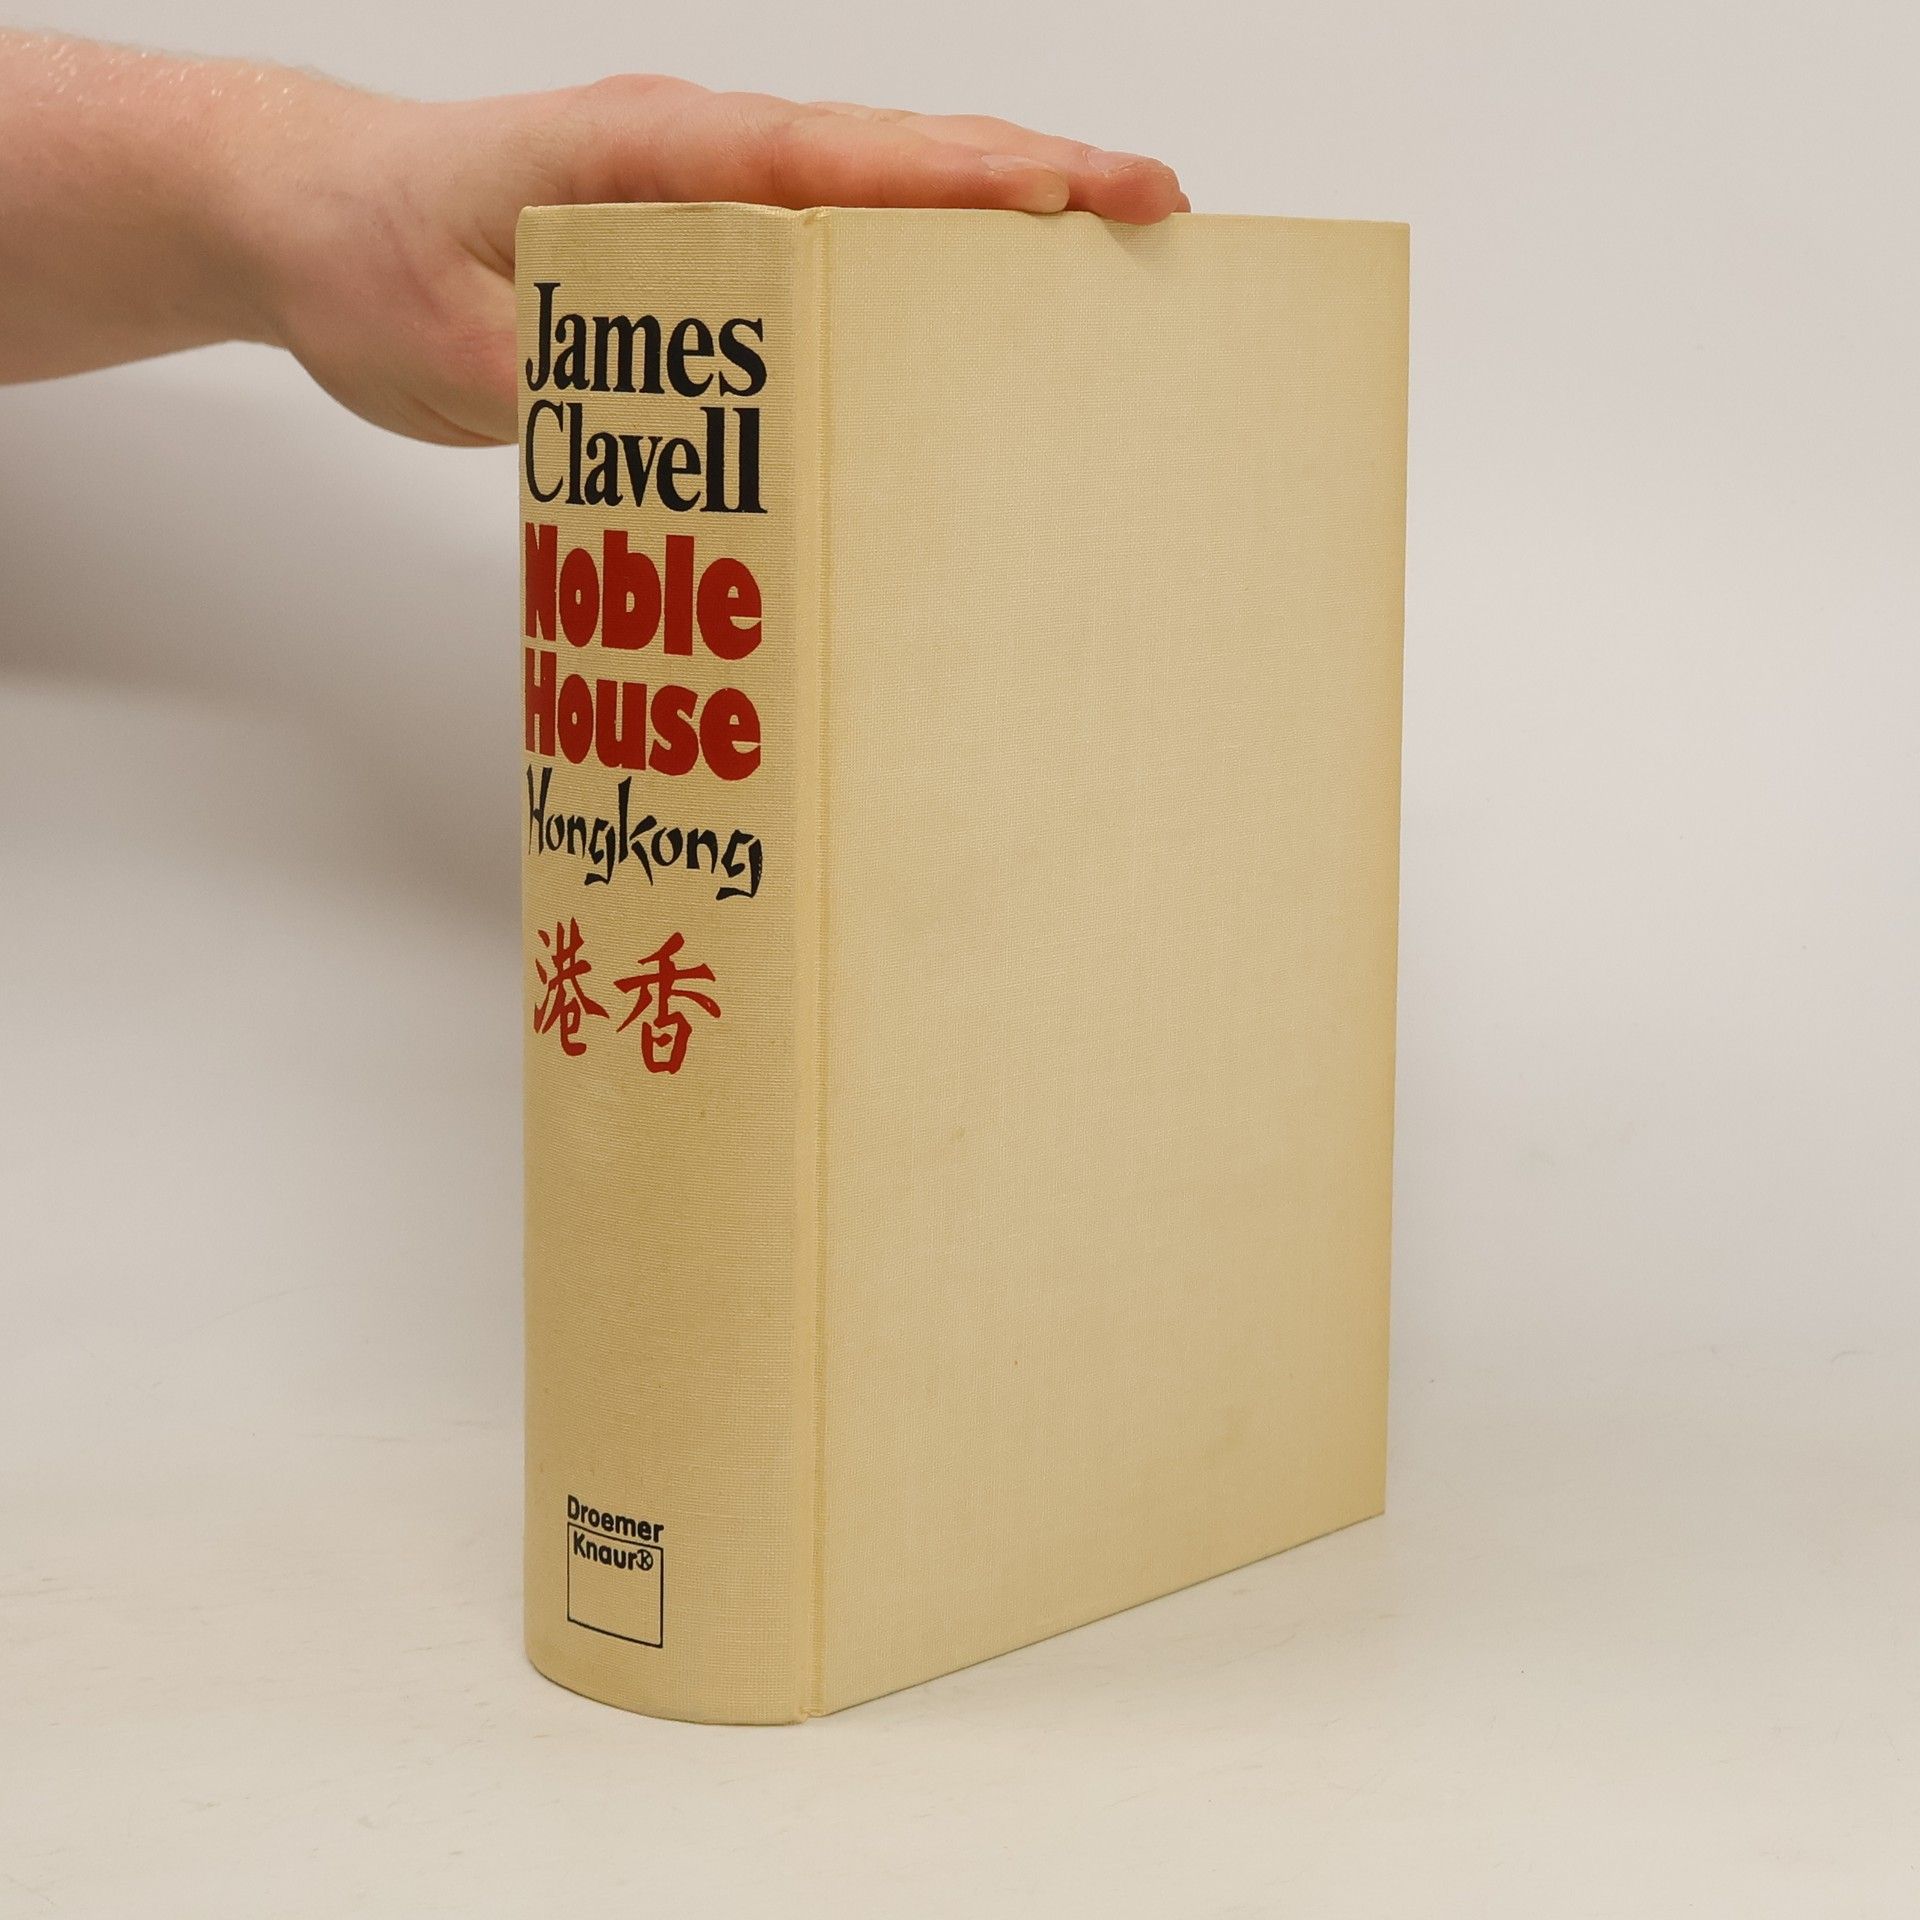 James
Clavell
Noble
House
Hongkong
港香
Droemer
Knaur®